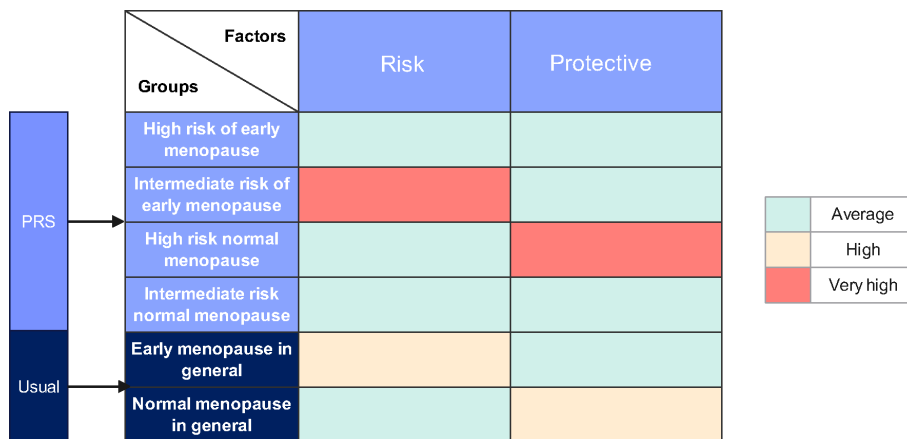 Factors
Groups
Risk
Protective
High risk of early
menopause
Intermediate risk of
early menopause
High risk normal
menopause
Intermediate risk
normal menopause
Early menopause in
general
Normal menopause
in general
PRS
Usual
Average
High
Very high